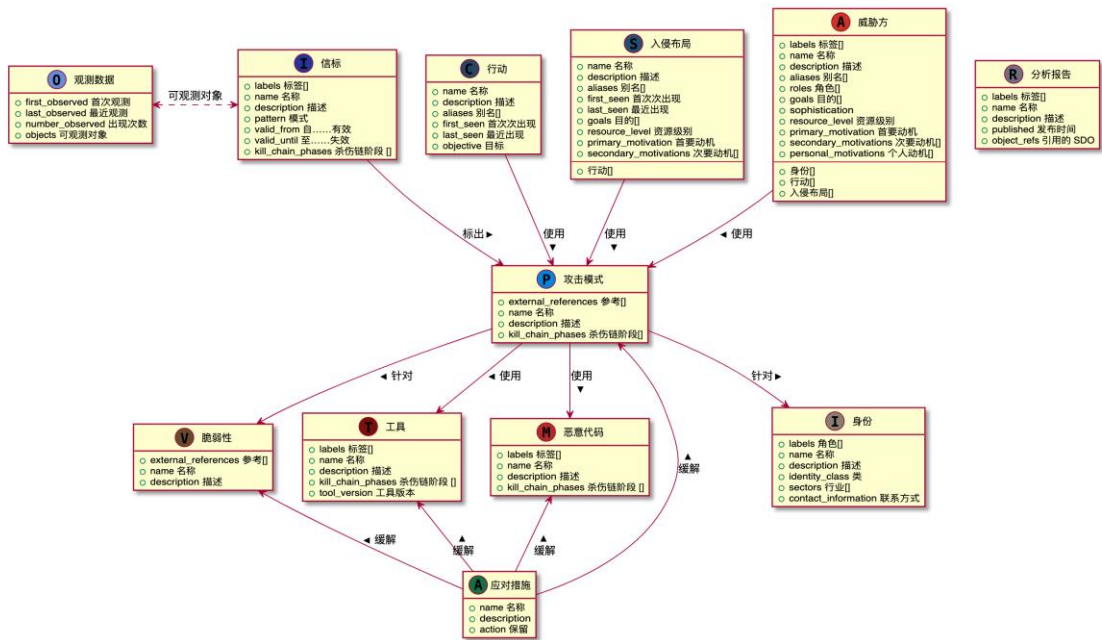 O 观测数据
first_observed 首次观测
last_observed 最近观测
number_observed 出现次数
objects 可观测对象
可观测对象
I 信标
labels 标签[]
name 名称
description 描述
pattern 模式
valid_from 自……有效
valid_until 至……失效
kill_chain_phases 杀伤链阶段 []
C 行动
name 名称
description 描述
aliases 别名[]
first_seen 首次次出现
last_seen 最近出现
objective 目标
S 入侵布局
name 名称
description 描述
aliases 别名[]
first_seen 首次次出现
last_seen 最近出现
goals 目的[]
resource_level 资源级别
primary_motivation 首要动机
secondary_motivations 次要动机[]
行动[]
A 威胁方
labels 标签[]
name 名称
description 描述
aliases 别名[]
roles 角色[]
goals 目的[]
sophistication
resource_level 资源级别
primary_motivation 首要动机
secondary_motivations 次要动机[]
personal_motivations 个人动机[]
身份[]
行动[]
入侵布局[]
R 分析报告
labels 标签[]
name 名称
description 描述
published 发布时间
object_refs 引用的 SDO
标出 ►
使用
▼
使用
▼
◄ 使用
P 攻击模式
external_references 参考[]
name 名称
description 描述
kill_chain_phases 杀伤链阶段[]
◄ 针对
◄ 使用
使用
▼
针对 ►
V 脆弱性
external_references 参考[]
name 名称
description 描述
T 工具
labels 标签[]
name 名称
description 描述
kill_chain_phases 杀伤链阶段 []
tool_version 工具版本
M 恶意代码
labels 标签[]
name 名称
description 描述
kill_chain_phases 杀伤链阶段 []
▲
缓解
I 身份
labels 角色[]
name 名称
description 描述
identity_class 类
sectors 行业[]
contact_information 联系方式
◄ 缓解
▲
缓解
▲
缓解
A 应对措施
name 名称
description
action 保留